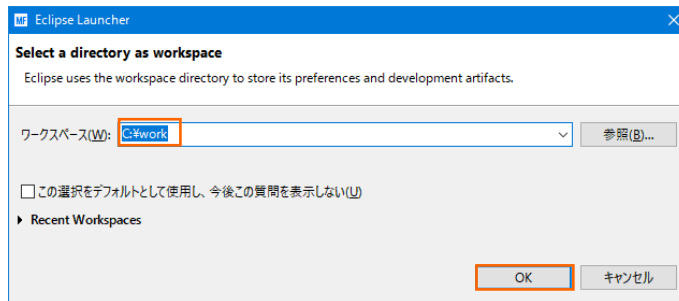 MF Eclipse Launcher
Select a directory as workspace
Eclipse uses the workspace directory to store its preferences and development artifacts.
ワークスペース(W): C:¥work 参照(B)...
この選択をデフォルトとして使用し、今後この質問を表示しない(U)
Recent Workspaces
OK キャンセル